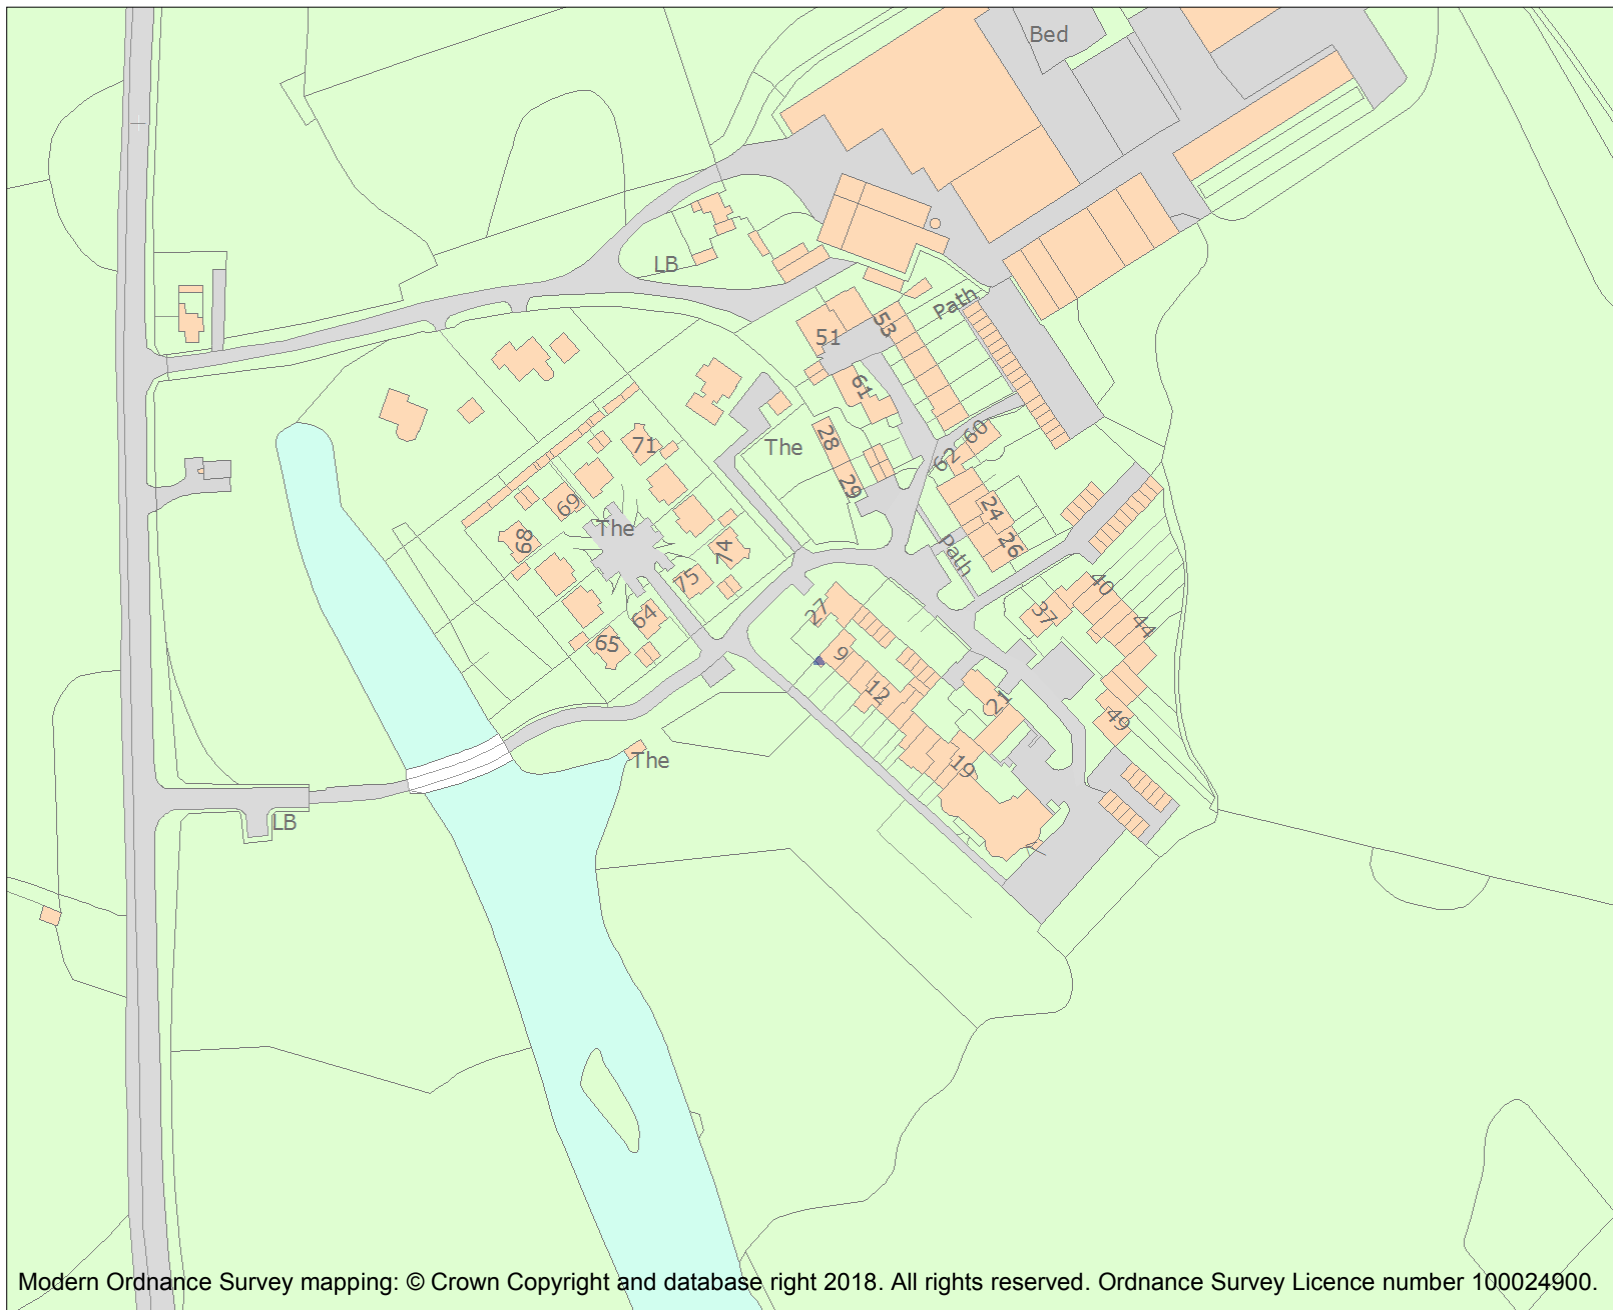 Bed
LB
Path
53
51
61
28
60
71
The
62
29
69
24
The
68
26
74
Path
75
40
64
27
37
44
65
9
12
21
49
The
19
LB
Modern Ordnance Survey mapping: © Crown Copyright and database right 2018. All rights reserved. Ordnance Survey Licence number 100024900.